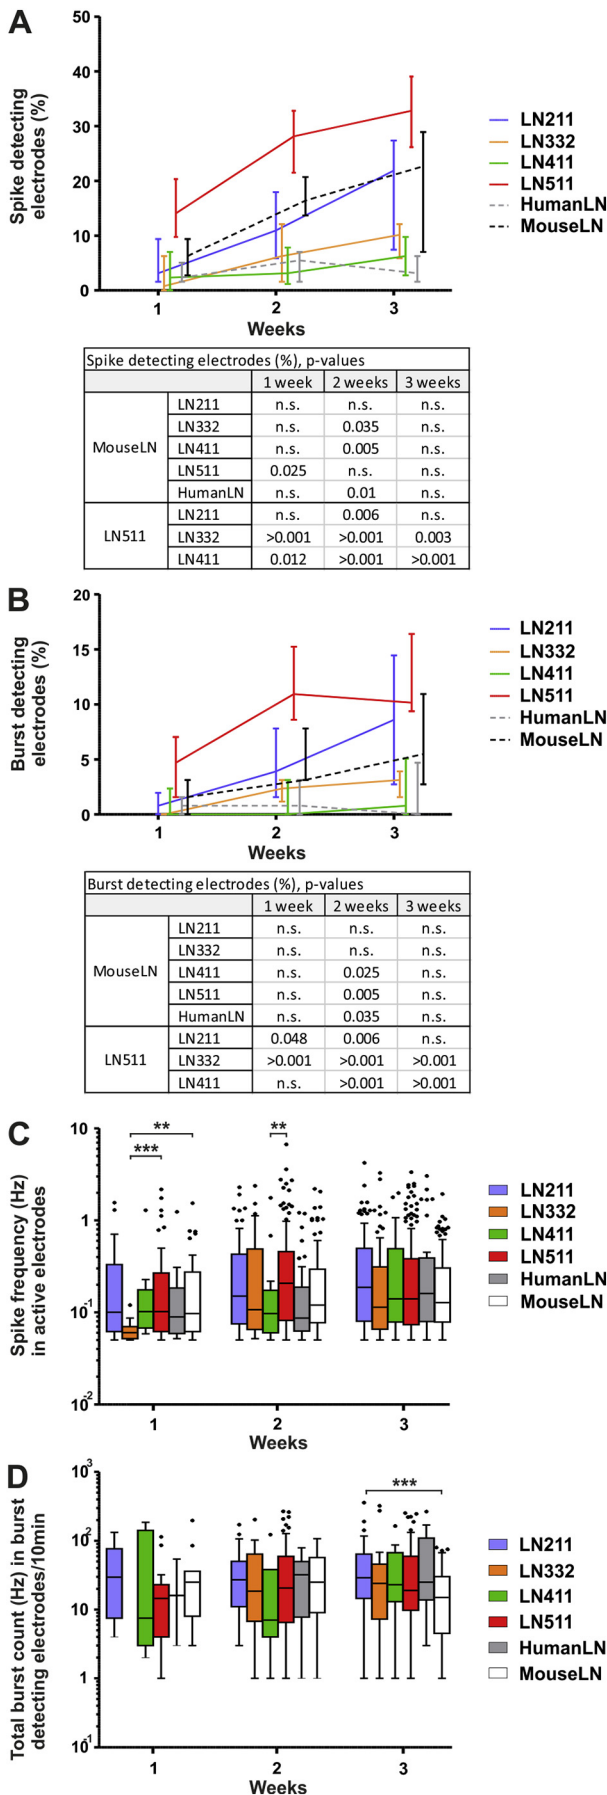 A
Spike detecting
electrodes (%)
50
40
30
20
10
0
1 2 3
Weeks
LN211
LN332
LN411
LN511
HumanLN
MouseLN
Spike detecting electrodes (%), p-values
1 week 2 weeks 3 weeks
MouseLN
LN211 n.s. n.s. n.s.
LN332 n.s. 0.035 n.s.
LN411 n.s. 0.005 n.s.
LN511 0.025 n.s. n.s.
HumanLN n.s. 0.01 n.s.
LN511
LN211 n.s. 0.006 n.s.
LN332 >0.001 >0.001 0.003
LN411 0.012 >0.001 >0.001
B
Burst detecting
electrodes (%)
20
15
10
5
0
1 2 3
Weeks
LN211
LN332
LN411
LN511
HumanLN
MouseLN
Burst detecting electrodes (%), p-values
1 week 2 weeks 3 weeks
MouseLN
LN211 n.s. n.s. n.s.
LN332 n.s. n.s. n.s.
LN411 n.s. 0.025 n.s.
LN511 n.s. 0.005 n.s.
HumanLN n.s. 0.035 n.s.
LN511
LN211 0.048 0.006 n.s.
LN332 >0.001 >0.001 >0.001
LN411 n.s. >0.001 >0.001
C
Spike frequency (Hz)
in active electrodes
10
1
10-1
10-2
** **
***
1 2 3
Weeks
LN211
LN332
LN411
LN511
HumanLN
MouseLN
D
Total burst count (Hz) in burst
detecting electrodes/10min
103
102
10
1
10-1
***
1 2 3
Weeks
LN211
LN332
LN411
LN511
HumanLN
MouseLN